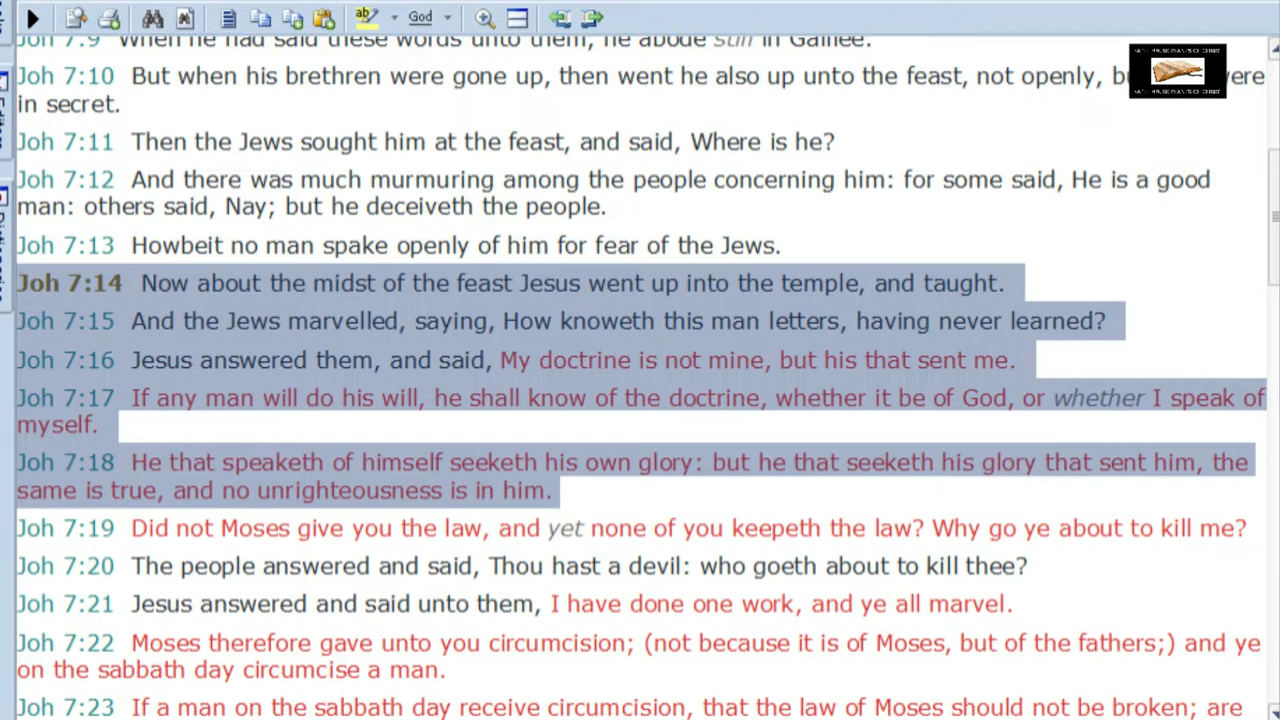 God
Joh 7:9 When he had said these words unto them, he abode still in Galilee.
Joh 7:10 But when his brethren were gone up, then went he also up unto the feast, not openly, were
in secret.
Joh 7:11 Then the Jews sought him at the feast, and said, Where is he?
Joh 7:12 And there was much murmuring among the people concerning him: for some said, He is a good
man: others said, Nay; but he deceiveth the people.
Joh 7:13 Howbeit no man spake openly of him for fear of the Jews.
Joh 7:14 Now about the midst of the feast Jesus went up into the temple, and taught.
Joh 7:15 And the Jews marvelled, saying, How knoweth this man letters, having never learned?
Joh 7:16 Jesus answered them, and said, My doctrine is not mine, but his that sent me.
Joh 7:17 If any man will do his will, he shall know of the doctrine, whether it be of God, or whether I speak of
myself.
Joh 7:18 He that speaketh of himself seeketh his own glory: but he that seeketh his glory that sent him, the
same is true, and no unrighteousness is in him.
Joh 7:19 Did not Moses give you the law, and yet none of you keepeth the law? Why go ye about to kill me?
Joh 7:20 The people answered and said, Thou hast a devil: who goeth about to kill thee?
Joh 7:21 Jesus answered and said unto them, I have done one work, and ye all marvel.
Joh 7:22 Moses therefore gave unto you circumcision; (not because it is of Moses, but of the fathers;) and ye
on the sabbath day circumcise a man.
Joh 7:23 If a man on the sabbath day receive circumcision, that the law of Moses should not be broken; are